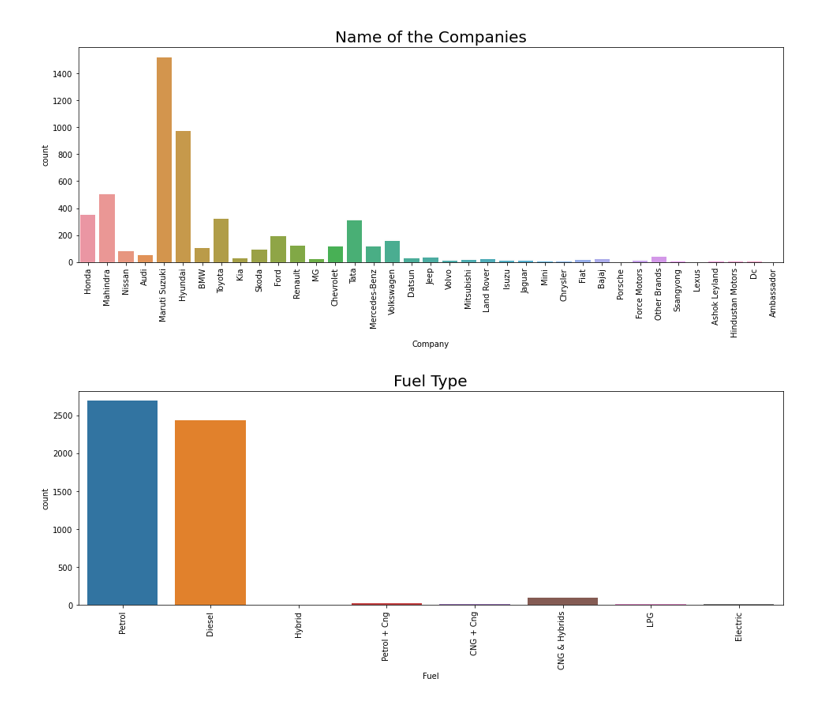 Name of the Companies
1400
1200
1000
800
600
400
200
0
count
Honda
Mahindra
Nissan
Audi
Maruti Suzuki
Hyundai
BMW
Toyota
Kia
Skoda
Ford
Renault
MG
Chevrolet
Tata
Mercedes-Benz
Volkswagen
Datsun
Jeep
Volvo
Mitsubishi
Land Rover
Isuzu
Jaguar
Mini
Chrysler
Fiat
Bajaj
Porsche
Force Motors
Other Brands
Ssangyong
Lexus
Ashok Leyland
Hindustan Motors
Dc
Ambassador
Company
Fuel Type
2500
2000
1500
1000
500
0
count
Petrol
Diesel
Hybrid
Petrol + Cng
CNG + Cng
CNG & Hybrids
LPG
Electric
Fuel